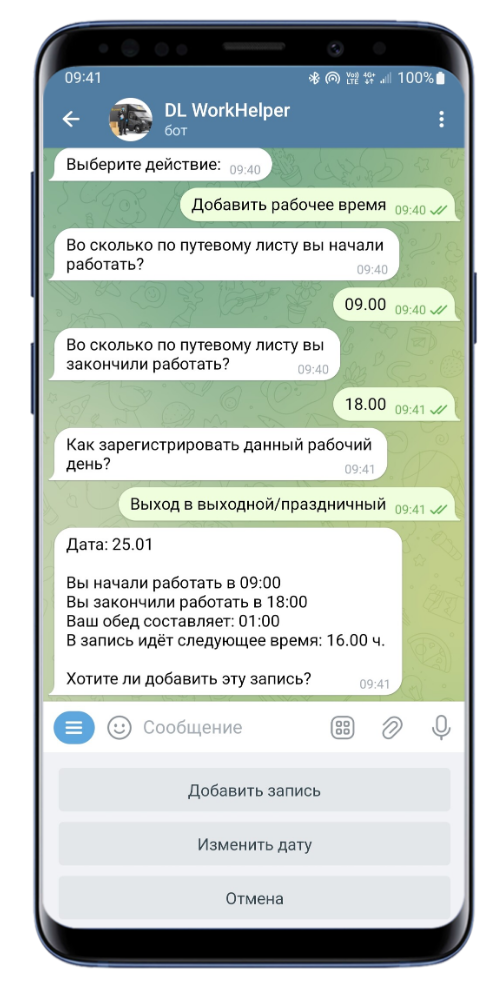 09:41
Vo)) LTE 4G+ 100%
DL WorkHelper
бот
Выберите действие: 09:40
Добавить рабочее время 09:40
Во сколько по путевому листу вы начали
работать? 09:40
09.00 09:40
Во сколько по путевому листу вы
закончили работать? 09:40
18.00 09:41
Как зарегистрировать данный рабочий
день? 09:41
Выход в выходной/праздничный 09:41
Дата: 25.01
Вы начали работать в 09:00
Вы закончили работать в 18:00
Ваш обед составляет: 01:00
В запись идёт следующее время: 16.00 ч.
Хотите ли добавить эту запись? 09:41
Сообщение
Добавить запись
Изменить дату
Отмена